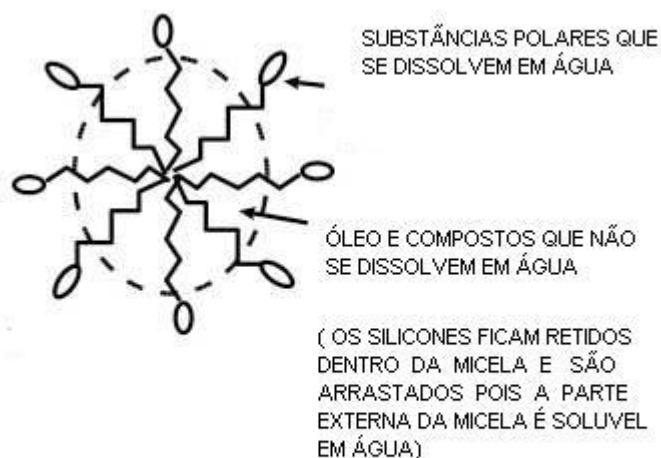 SUBSTÃNCIAS POLARES QUE
SE DISSOLVEM EM ÁGUA
ÓLEO E COMPOSTOS QUE NÃO
SE DISSOLVEM EM ÁGUA
( OS SILICONES FICAM RETIDOS
DENTRO DA MICELA E SÃO
ARRASTADOS POIS A PARTE
EXTERNA DA MICELA É SOLUVEL
EM ÁGUA)